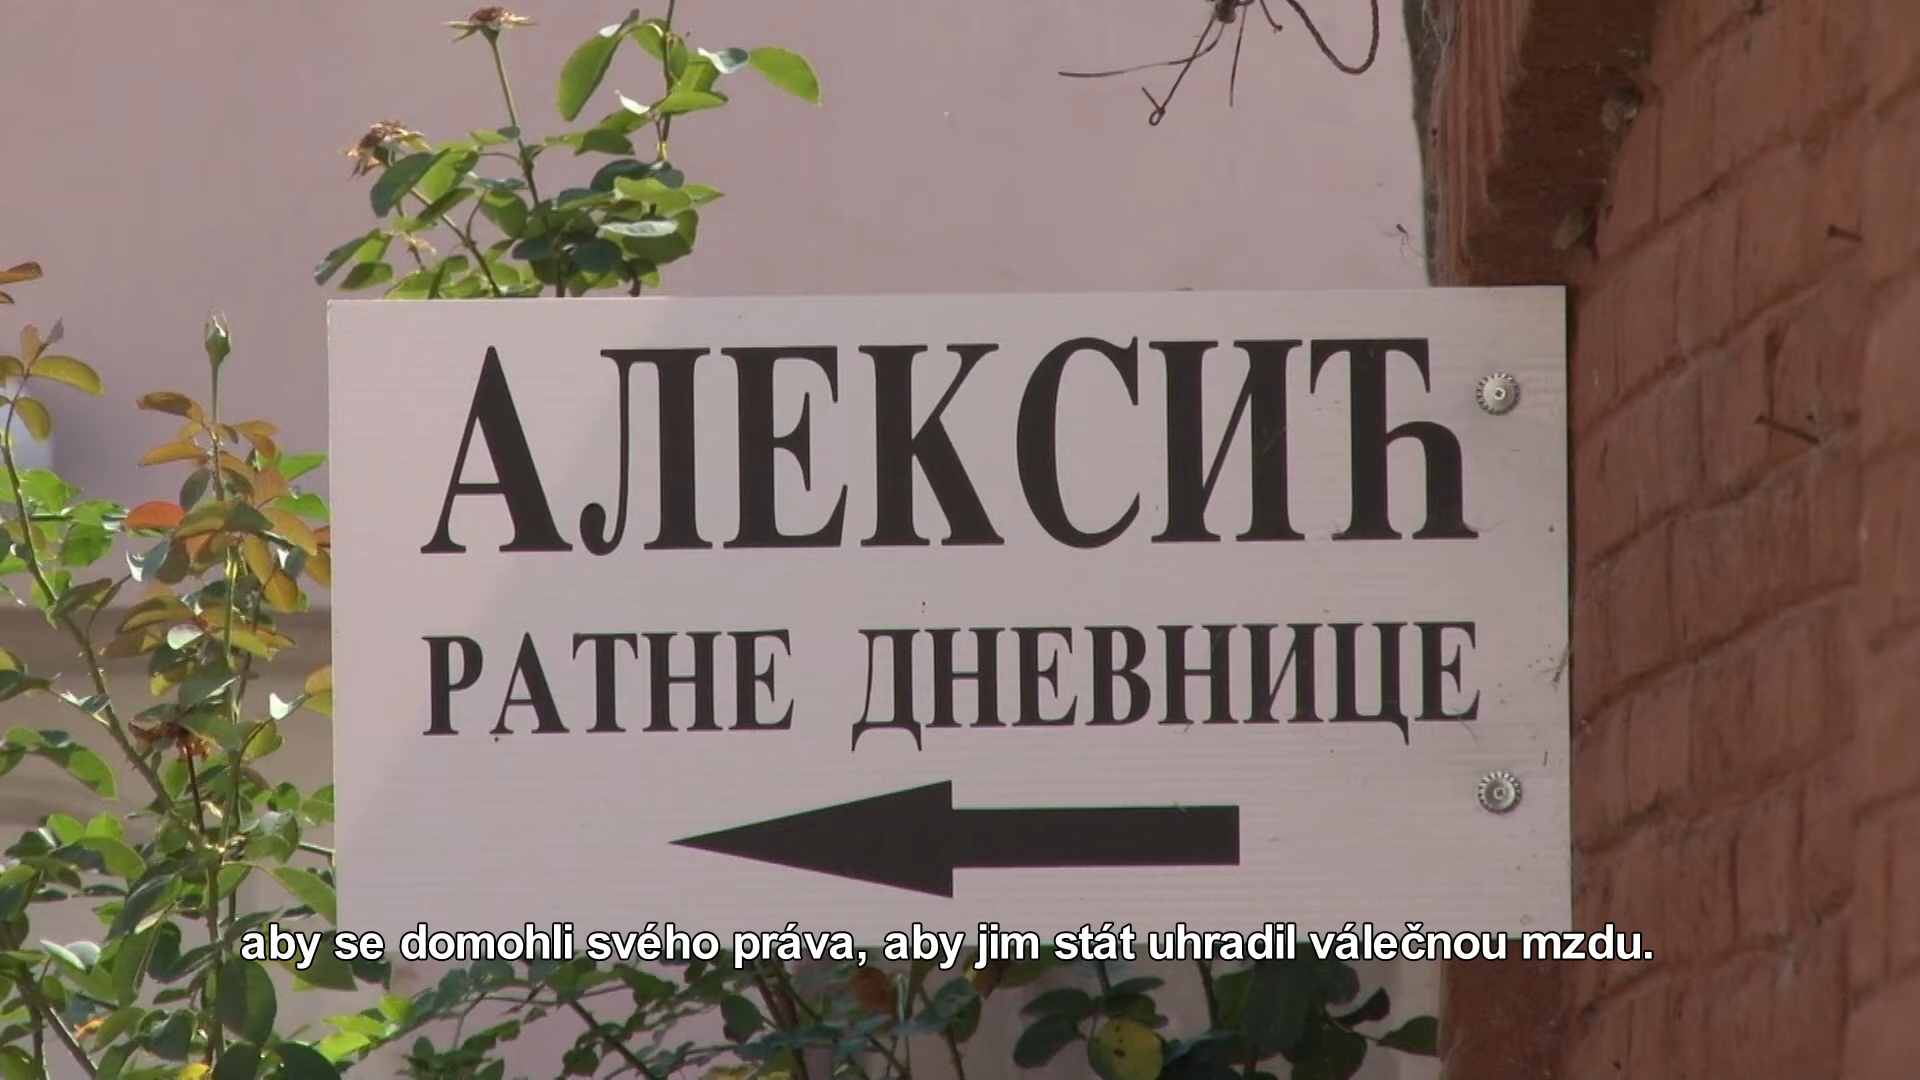 АЛЕКСИЋ
РАТНЕ ДНЕВНИЦЕ
aby se domohli svého práva, aby jim stát uhradil válečnou mzdu.